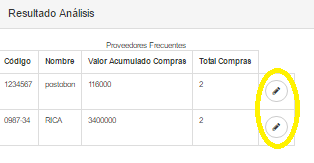 Resultado Análisis
Proveedores Frecuentes
Código Nombre Valor Acumulado Compras Total Compras
1234567 postobon 116000 2
0987-34 RICA 3400000 2